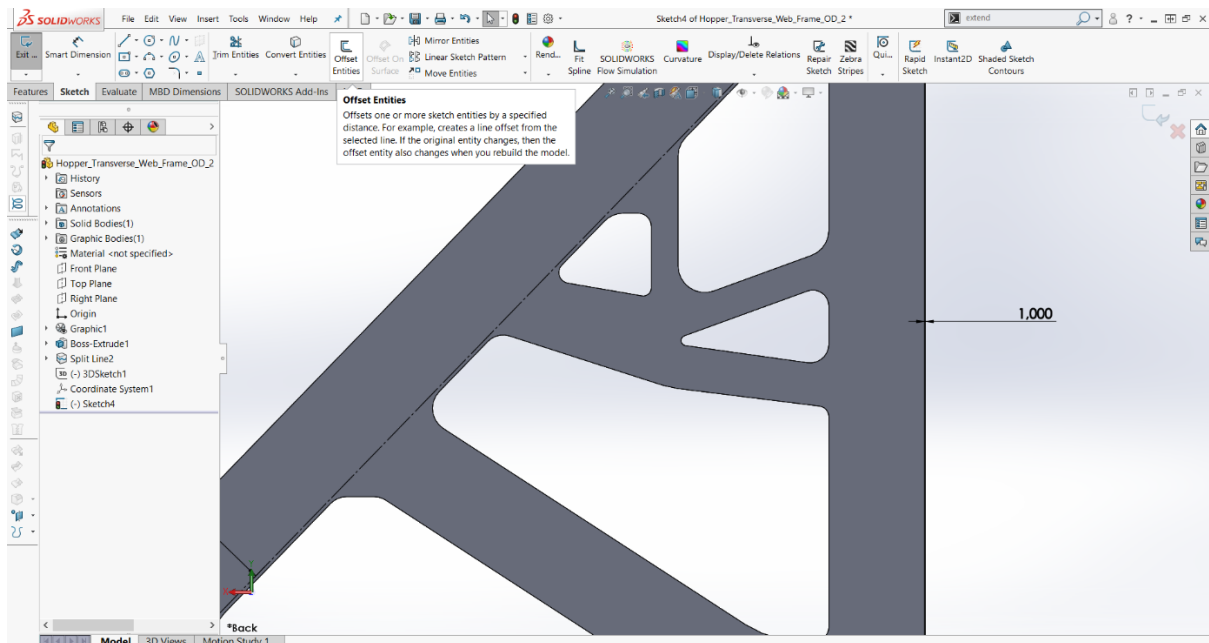 SOLIDWORKS File Edit View Insert Tools Window Help Sketch4 of Hopper_Transverse_Web_Frame_OD_2 * extend
Exit ... Smart Dimension Trim Entities Convert Entities Offset Entities Offset On Surface Mirror Entities Linear Sketch Pattern Move Entities Rend... Fit Spline SOLIDWORKS Flow Simulation Curvature Display/Delete Relations Repair Sketch Zebra Stripes Qui... Rapid Sketch Instant2D Shaded Sketch Contours
Features Sketch Evaluate MBD Dimensions SOLIDWORKS Add-Ins
Offset Entities
Offsets one or more sketch entities by a specified
distance. For example, creates a line offset from the
selected line. If the original entity changes, then the
offset entity also changes when you rebuild the model.
Hopper_Transverse_Web_Frame_OD_2
History
Sensors
Annotations
Solid Bodies(1)
Graphic Bodies(1)
Material <not specified>
Front Plane
Top Plane
Right Plane
Origin
Graphic1
Boss-Extrude1
Split Line2
3D (-) 3DSketch1
Coordinate System1
(-) Sketch4
1,000
*Back
Model 3D Views Motion Study 1